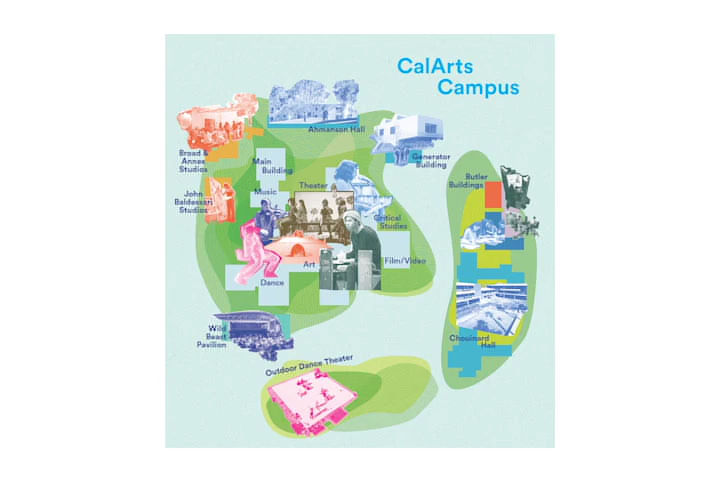 CalArts
Campus
Ahmanson Hall
Broad &
Annex
Studios
Main
Building
Generator
Building
Butler
Buildings
John
Baldessari
Studios
Music
Theater
Critical
Studies
Art
Film/Video
Dance
Wild
Beast
Pavilion
Chouinard
Hall
Outdoor Dance Theater